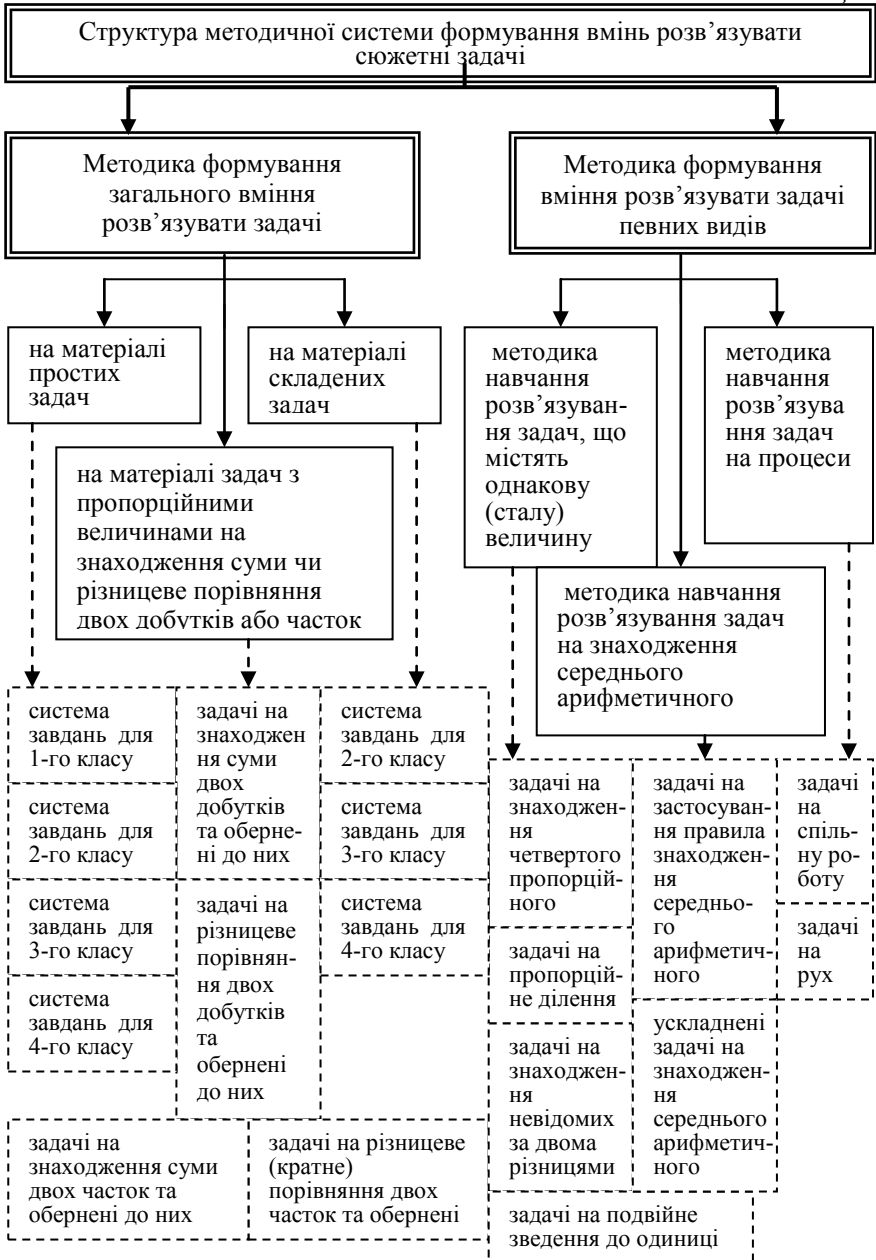 Структура методичної системи формування вмінь розв’язувати
сюжетні задачі
Методика формування
загального вміння
розв’язувати задачі
Методика формування
вміння розв’язувати задачі
певних видів
на матеріалі
простих
задач
на матеріалі
складених
задач
на матеріалі задач з
пропорційними
величинами на
знаходження суми чи
різницеве порівняння
двох добутків або часток
методика
навчання
розв’язуван-
ня задач, що
містять
однакову
(сталу)
величину
методика
навчання
розв’язува
ння задач
на процеси
методика навчання
розв’язування задач
на знаходження
середнього
арифметичного
система
завдань для
1-го класу
система
завдань для
2-го класу
система
завдань для
3-го класу
система
завдань для
4-го класу
задачі на
знаходжен
ня суми
двох
добутків
та оберне-
ні до них
задачі на
різницеве
порівнян-
ня двох
добутків
та
обернені
до них
система
завдань для
2-го класу
система
завдань для
3-го класу
система
завдань для
4-го класу
задачі на
знаходження суми
двох часток та
обернені до них
задачі на різницеве
(кратне)
порівняння двох
часток та обернені
задачі на
знаходжен-
ня
четвертого
пропорцій-
ного
задачі на
пропорцій-
не ділення
задачі на
знаходжен-
ня
невідомих
за двома
різницями
задачі на подвійне
зведення до одиниці
задачі на
застосуван-
ня правила
знаходжен-
ня
середньо-
го
арифметич-
ного
ускладнені
задачі на
знаходжен-
ня
середнього
арифметич-
ного
задачі
на
спіль-
ну ро-
боту
задачі
на
рух